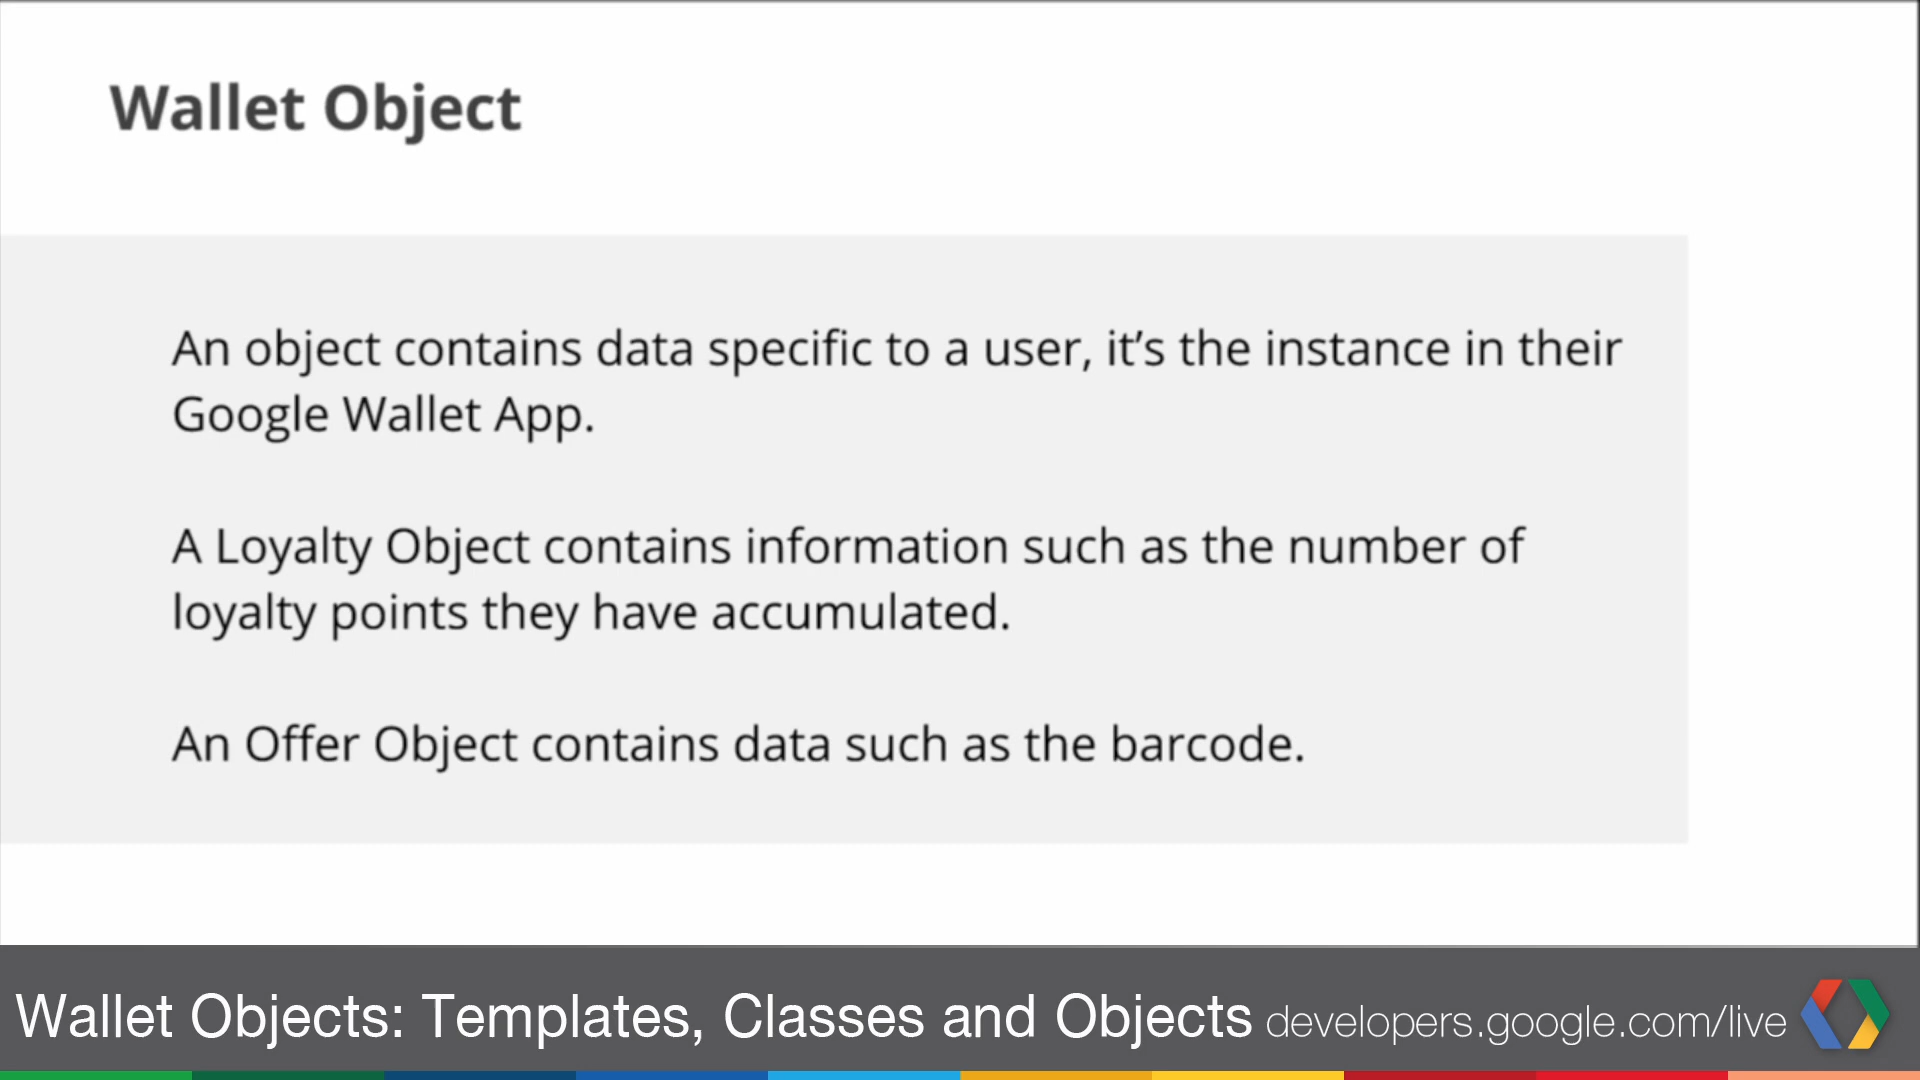 Wallet Object
An object contains data specific to a user, it’s the instance in their
Google Wallet App.
A Loyalty Object contains information such as the number of
loyalty points they have accumulated.
An Offer Object contains data such as the barcode.
Wallet Objects: Templates, Classes and Objects developers.google.com/live